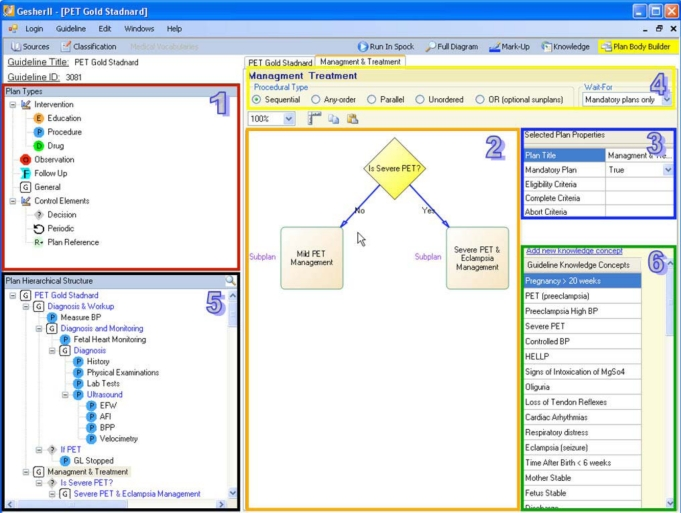 GesherII - [PET Gold Stadnard]
Login Guideline Edit Windows Help
Sources Classification Medical Vocabularies Run In Spock Full Diagram Mark-Up Knowledge Plan Body Builder
Guideline Title: PET Gold Stadnard
Guideline ID: 3081
Plan Types
1
Intervention
E Education
P Procedure
D Drug
Observation
F Follow Up
G General
Control Elements
? Decision
Periodic
R+ Plan Reference
Plan Hierarchical Structure
5
G PET Gold Stadnard
G Diagnosis & Workup
P Measure BP
G Diagnosis and Monitoring
P Fetal Heart Monitoring
G Diagnosis
P History
P Physical Examinations
P Lab Tests
P Ultrasound
P EFW
P AFI
P BPP
P Velocimetry
? If PET
P GL Stopped
G Managment & Treatment
? Is Severe PET?
G Severe PET & Eclampsia Management
PET Gold Stadnard Managment & Treatment
Managment Treatment
4
Procedural Type Wait-For
Sequential Any-order Parallel Unordered OR (optional sunplans) Mandatory plans only
100%
2
Is Severe PET?
No Yes
Subplan
Mild PET
Management
Subplan
Severe PET &
Eclampsia
Management
Selected Plan Properties
3
Plan Title Managment & Tre...
Mandatory Plan True
Eligibility Criteria
Complete Criteria
Abort Criteria
Add new knowledge concept
6
Guideline Knowledge Concepts
Pregnancy > 20 weeks
PET (preeclampsia)
Preeclampsia High BP
Severe PET
Controlled BP
HELLP
Signs of Intoxication of MgSo4
Oliguria
Loss of Tendon Reflexes
Cardiac Arhythmias
Respiratory distress
Eclampsia (seizure)
Time After Birth < 6 weeks
Mother Stable
Fetus Stable
Discharge